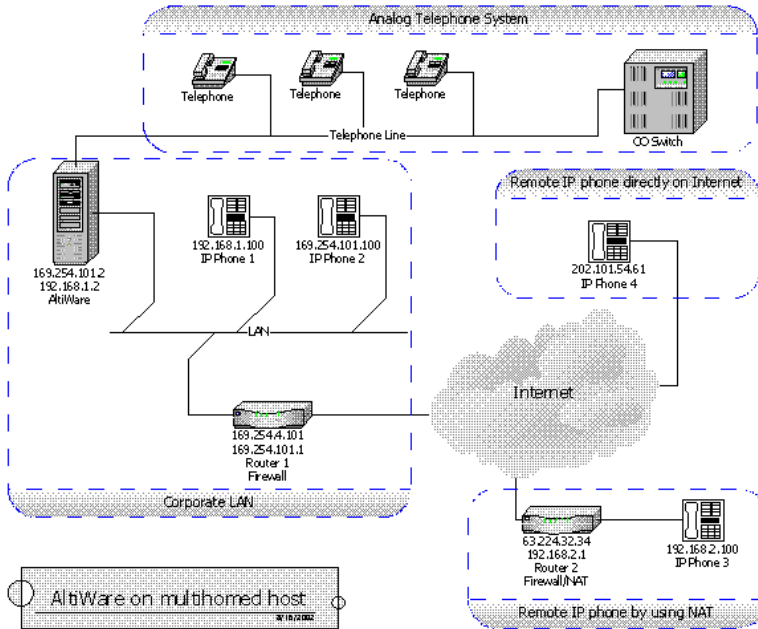 Analog Telephone System
Telephone
Telephone
Telephone
Telephone Line
CO Switch
169.254.101.2
192.168.1.2
AltiWare
192.168.1.100
IP Phone 1
169.254.101.100
IP Phone 2
LAN
169.254.4.101
169.254.101.1
Router 1
Firewall
Corporate LAN
Remote IP phone directly on Internet
202.101.54.61
IP Phone 4
Internet
63.224.32.34
192.168.2.1
Router 2
Firewall/NAT
192.168.2.100
IP Phone 3
Remote IP phone by using NAT
AltiWare on multihomed host